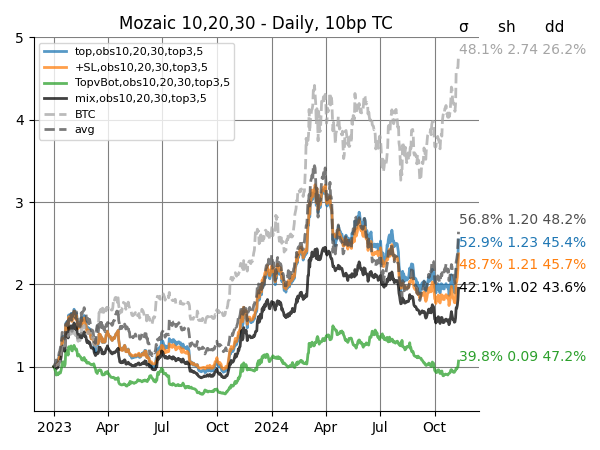 Mozaic 10,20,30 - Daily, 10bp TC
σ sh dd
5
4
3
2
1
top,obs10,20,30,top3,5
+SL,obs10,20,30,top3,5
TopvBot,obs10,20,30,top3,5
mix,obs10,20,30,top3,5
BTC
avg
48.1% 2.74 26.2%
56.8% 1.20 48.2%
52.9% 1.23 45.4%
48.7% 1.21 45.7%
42.1% 1.02 43.6%
39.8% 0.09 47.2%
2023 Apr Jul Oct 2024 Apr Jul Oct